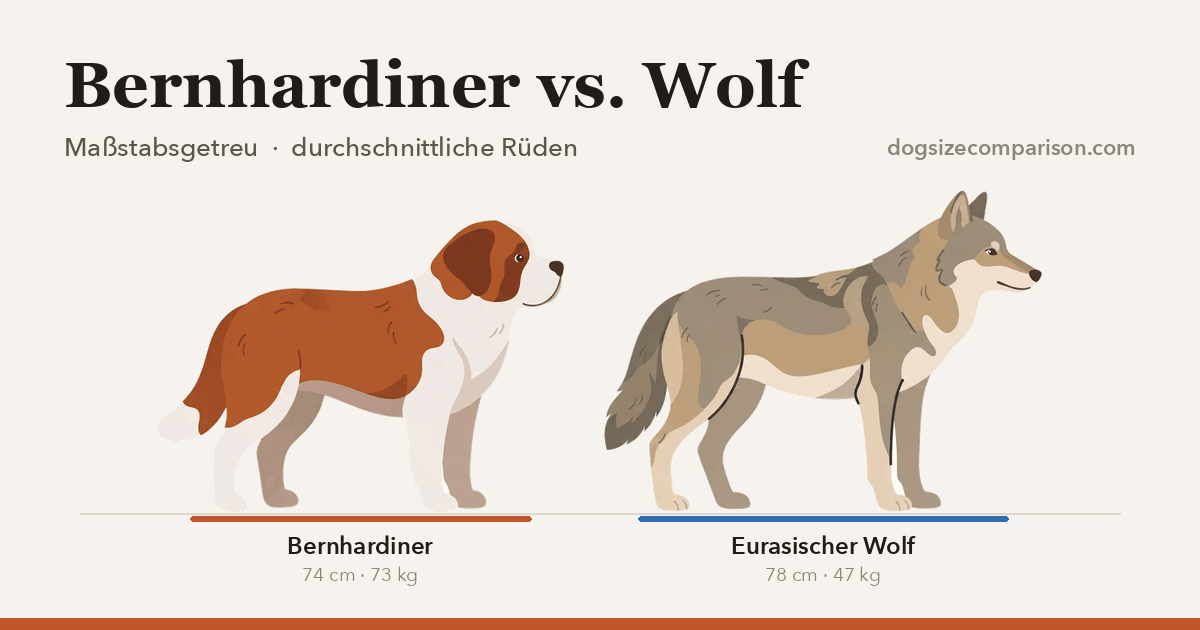 Bernhardiner vs. Wolf
Maßstabsgetreu · durchschnittliche Rüden
dogsizecomparison.com
Bernhardiner
74 cm · 73 kg
Eurasischer Wolf
78 cm · 47 kg